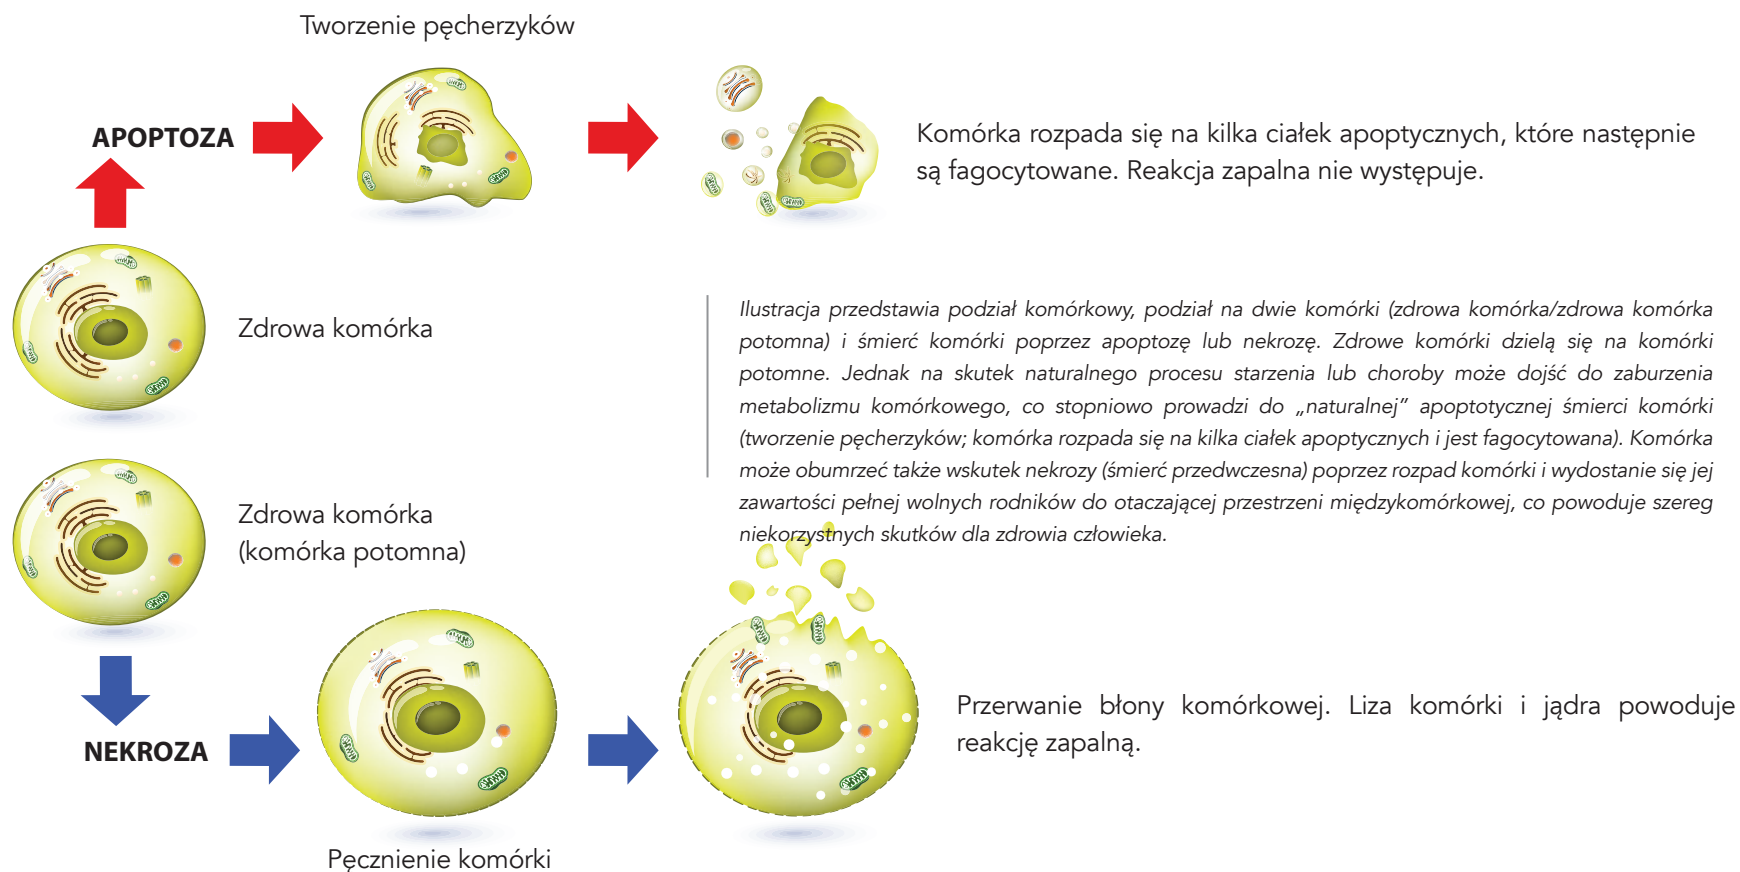 Tworzenie pęcherzyków
APOPTOZA
Komórka rozpada się na kilka ciałek apoptycznych, które następnie
są fagocytowane. Reakcja zapalna nie występuje.
Zdrowa komórka
Ilustracja przedstawia podział komórkowy, podział na dwie komórki (zdrowa komórka/zdrowa komórka
potomna) i śmierć komórki poprzez apoptozę lub nekrozę. Zdrowe komórki dzielą się na komórki
potomne. Jednak na skutek naturalnego procesu starzenia lub choroby może dojść do zaburzenia
metabolizmu komórkowego, co stopniowo prowadzi do „naturalnej” apoptotycznej śmierci komórki
(tworzenie pęcherzyków; komórka rozpada się na kilka ciałek apoptycznych i jest fagocytowana). Komórka
może obumrzeć także wskutek nekrozy (śmierć przedwczesna) poprzez rozpad komórki i wydostanie się jej
zawartości pełnej wolnych rodników do otaczającej przestrzeni międzykomórkowej, co powoduje szereg
niekorzystnych skutków dla zdrowia człowieka.
Zdrowa komórka
(komórka potomna)
NEKROZA
Przerwanie błony komórkowej. Liza komórki i jądra powoduje
reakcję zapalną.
Pęcznienie komórki